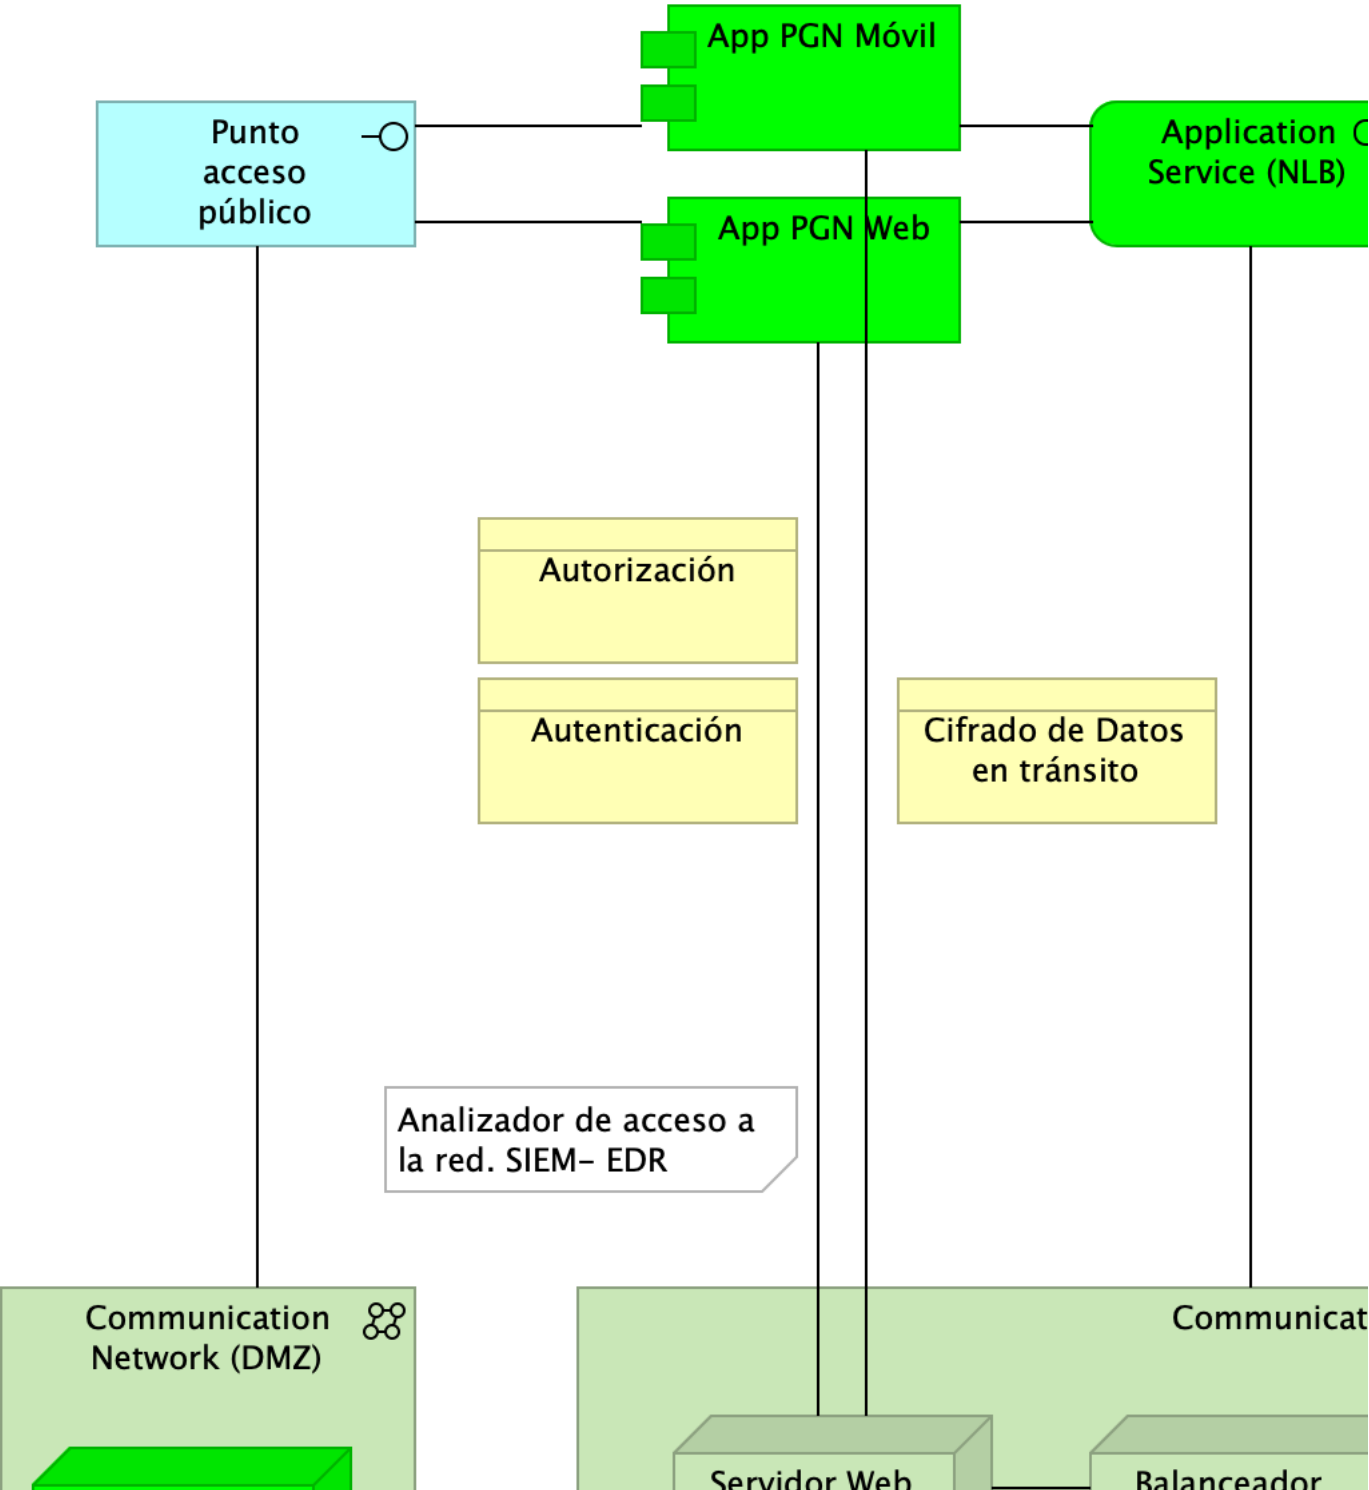 App PGN Móvil
Punto
acceso
público
Application
Service (NLB)
App PGN Web
Autorización
Autenticación
Cifrado de Datos
en tránsito
Analizador de acceso a
la red. SIEM– EDR
Communication
Network (DMZ)
Communicat
Servidor Web
Balanceador